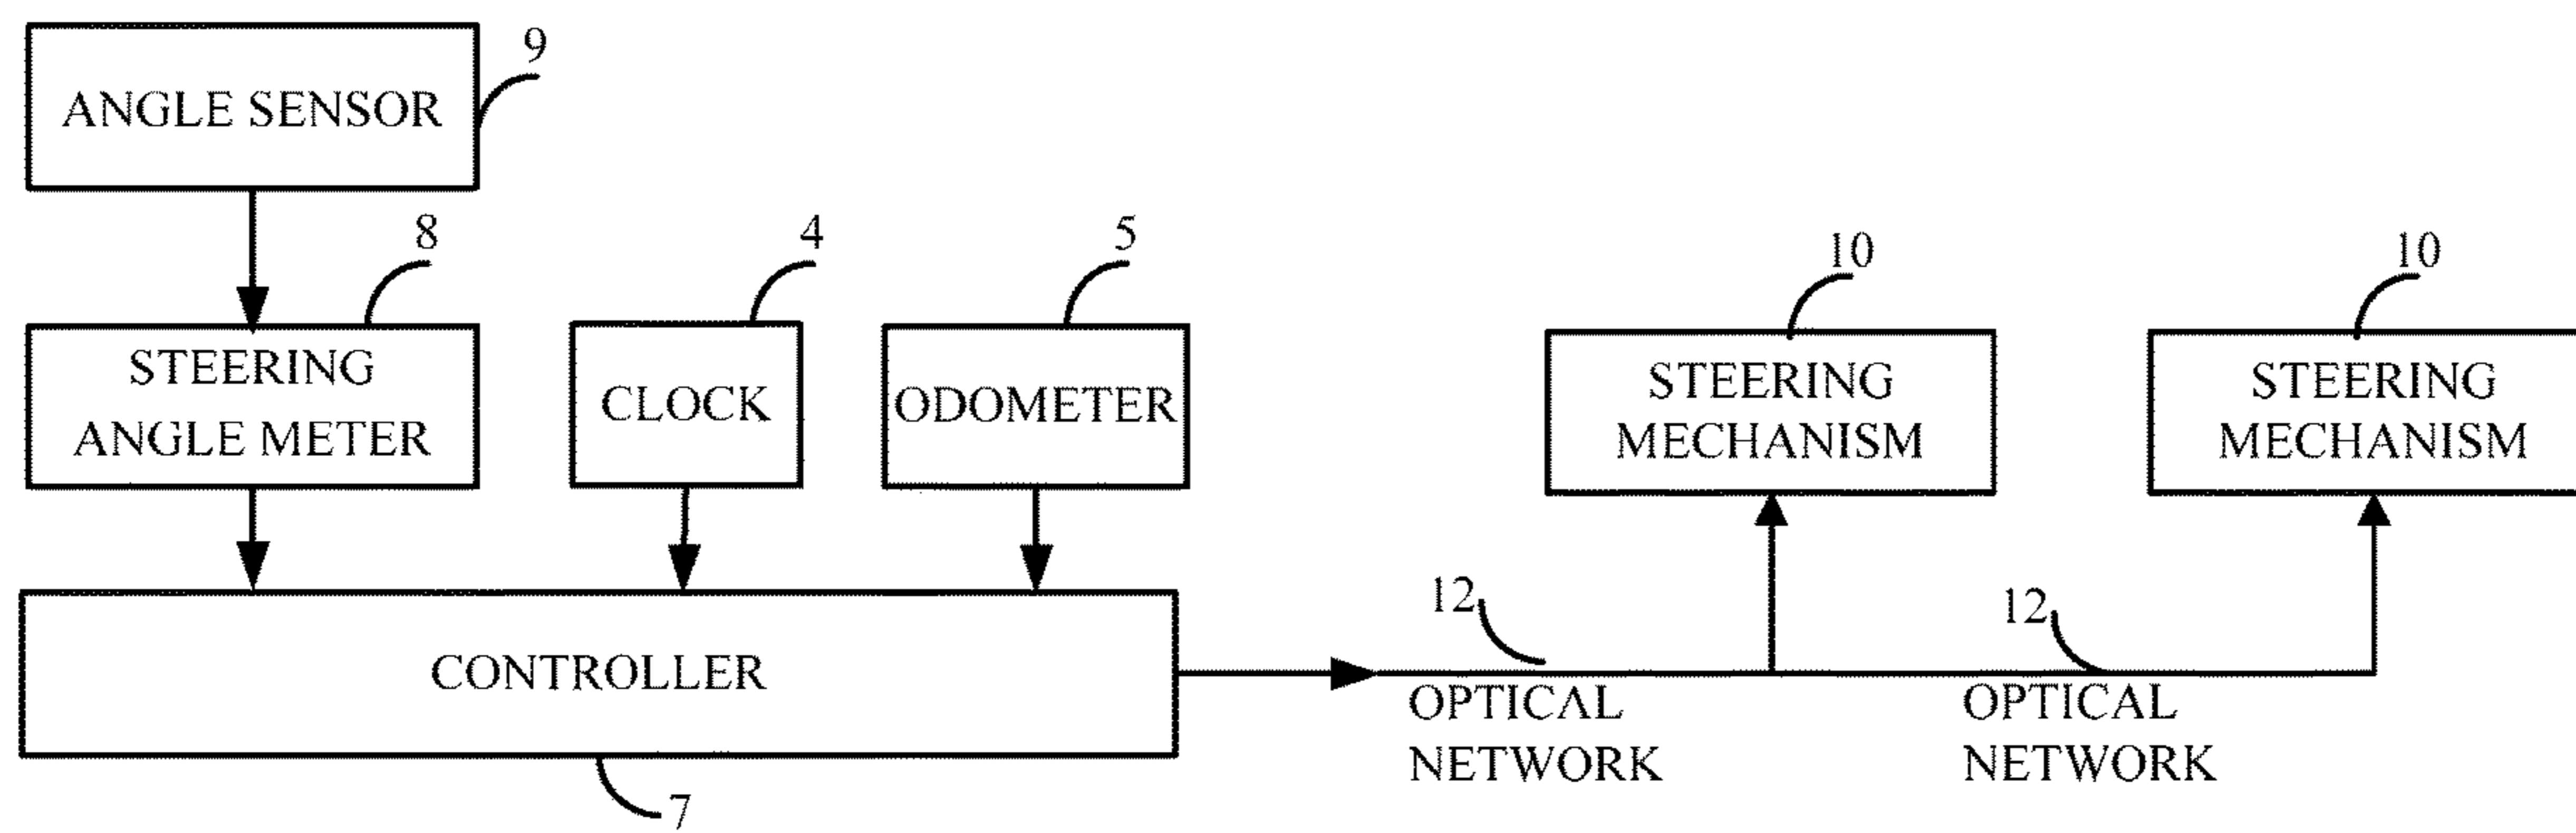 9
ANGLE SENSOR
8
4
5
10
10
STEERING
ANGLE METER
CLOCK
ODOMETER
STEERING
MECHANISM
STEERING
MECHANISM
12
12
CONTROLLER
OPTICAL
NETWORK
OPTICAL
NETWORK
7